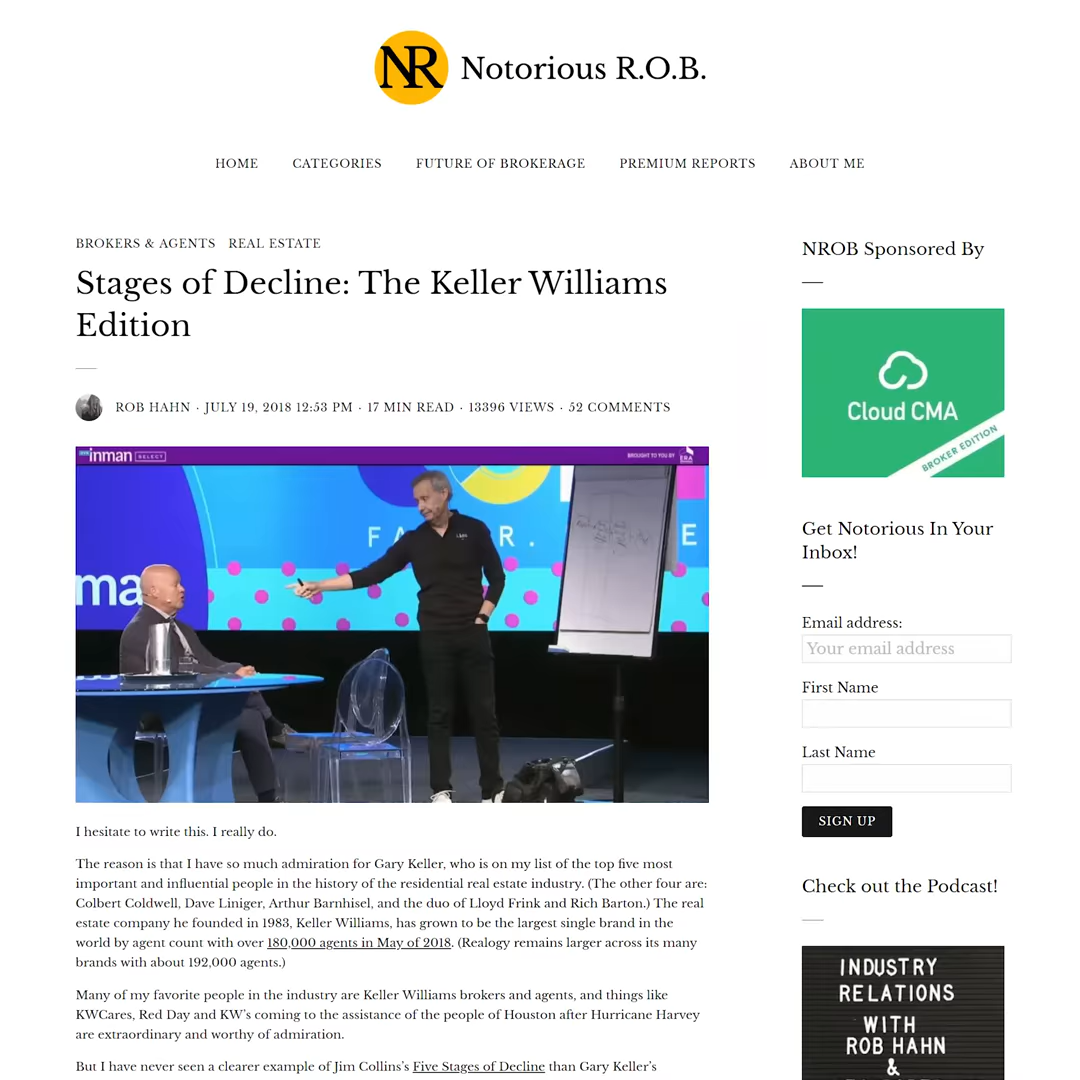 NR Notorious R.O.B.
HOME CATEGORIES FUTURE OF BROKERAGE PREMIUM REPORTS ABOUT ME
BROKERS & AGENTS REAL ESTATE
Stages of Decline: The Keller Williams
Edition
ROB HAHN · JULY 19, 2018 12:53 PM · 17 MIN READ · 13396 VIEWS · 52 COMMENTS
inman SELECT
BROUGHT TO YOU BY
ERA
FA
R.
E
ma
I hesitate to write this. I really do.
The reason is that I have so much admiration for Gary Keller, who is on my list of the top five most
important and influential people in the history of the residential real estate industry. (The other four are:
Colbert Coldwell, Dave Liniger, Arthur Barnhisel, and the duo of Lloyd Frink and Rich Barton.) The real
estate company he founded in 1983, Keller Williams, has grown to be the largest single brand in the
world by agent count with over 180,000 agents in May of 2018. (Realogy remains larger across its many
brands with about 192,000 agents.)
Many of my favorite people in the industry are Keller Williams brokers and agents, and things like
KWCares, Red Day and KW's coming to the assistance of the people of Houston after Hurricane Harvey
are extraordinary and worthy of admiration.
But I have never seen a clearer example of Jim Collins's Five Stages of Decline than Gary Keller's
NROB Sponsored By
Cloud CMA
BROKER EDITION
Get Notorious In Your
Inbox!
Email address:
Your email address
First Name
Last Name
SIGN UP
Check out the Podcast!
INDUSTRY
RELATIONS
WITH
ROB HAHN
&